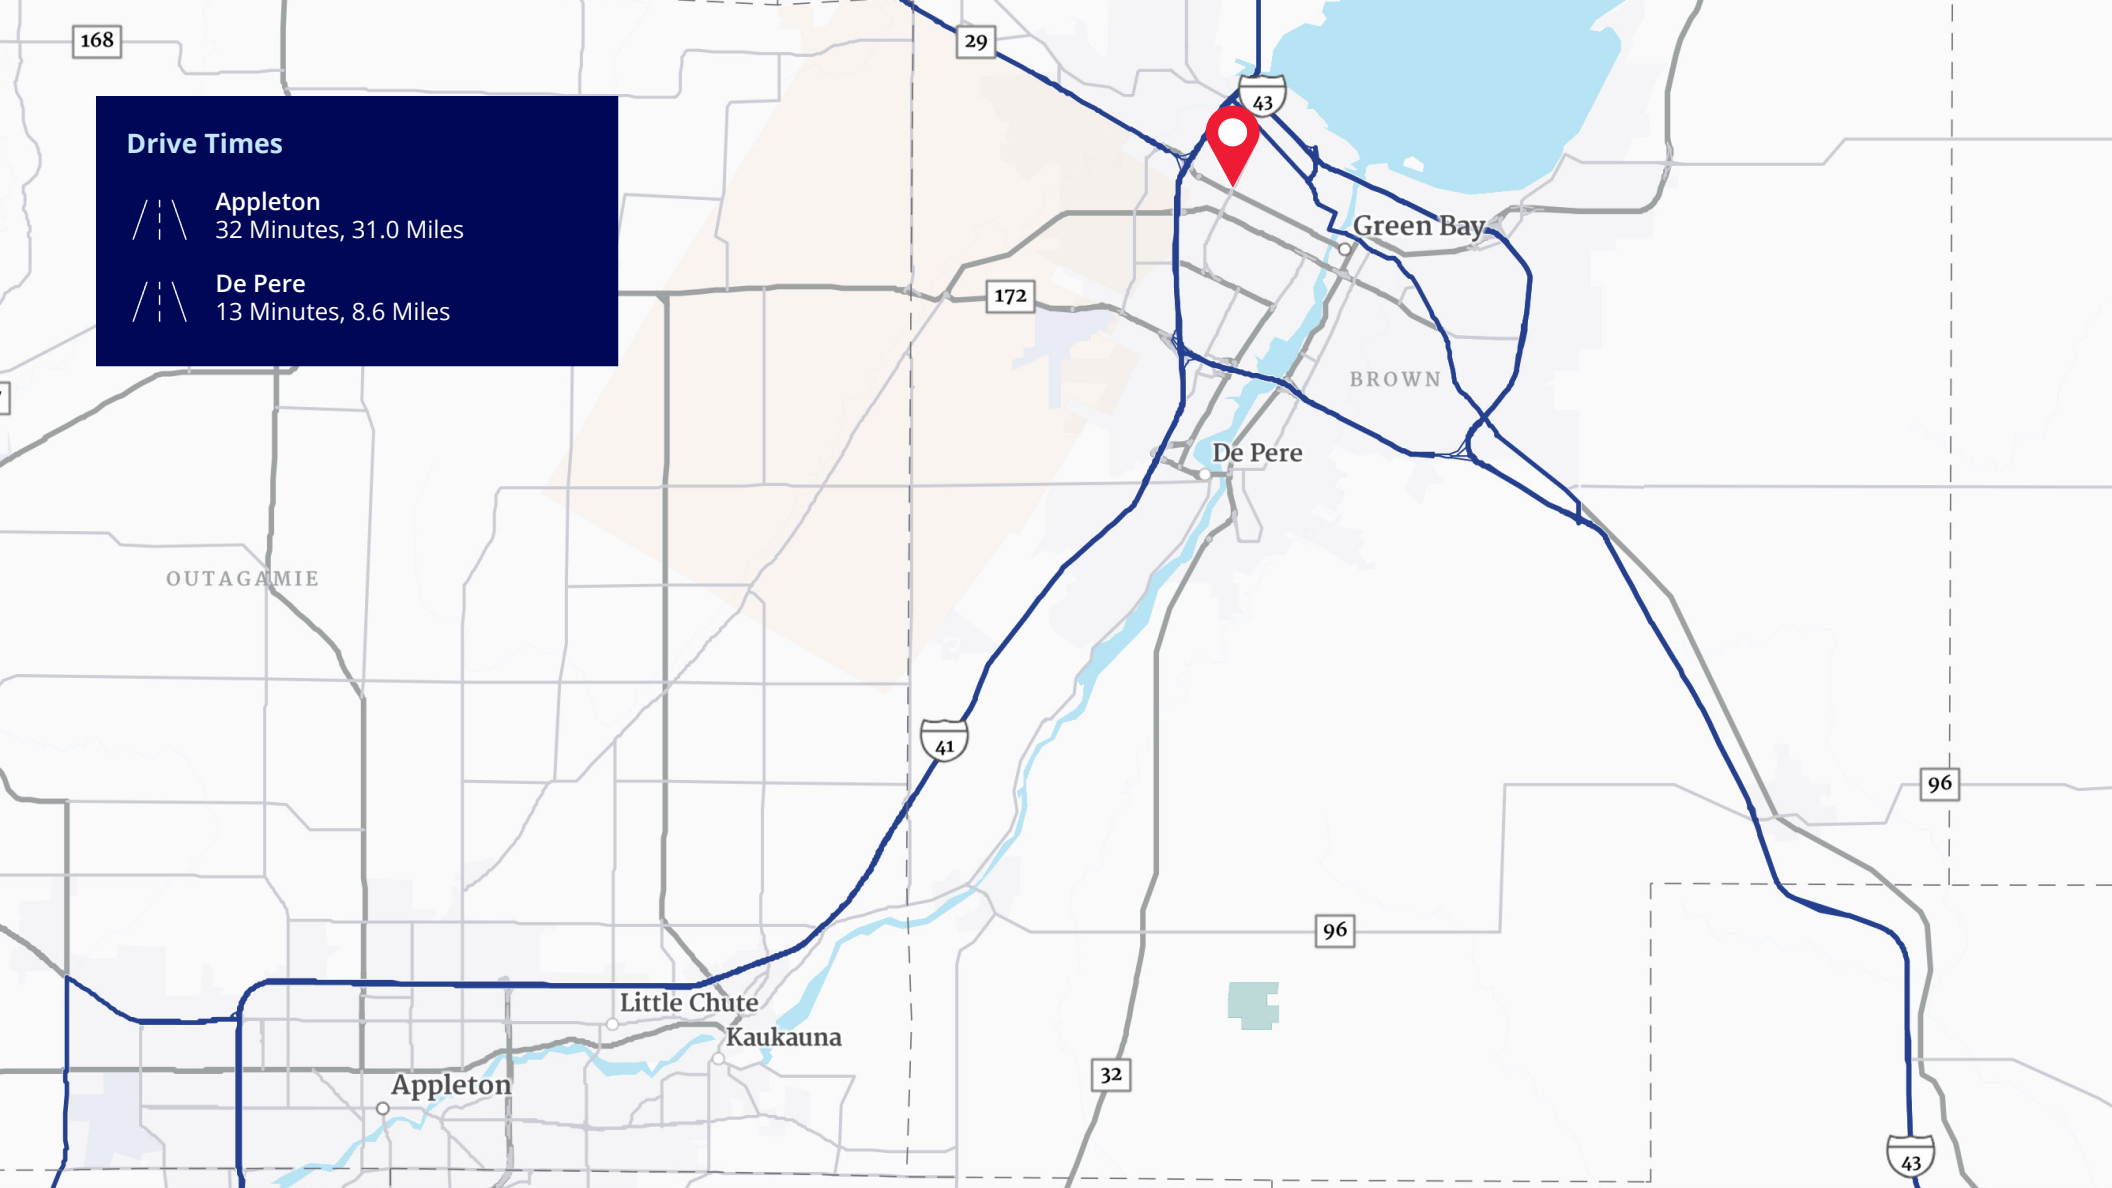 168
29
43
Drive Times
Appleton
32 Minutes, 31.0 Miles
De Pere
13 Minutes, 8.6 Miles
Green Bay
172
BROWN
De Pere
OUTAGAMIE
41
96
96
Little Chute
Kaukauna
32
Appleton
43